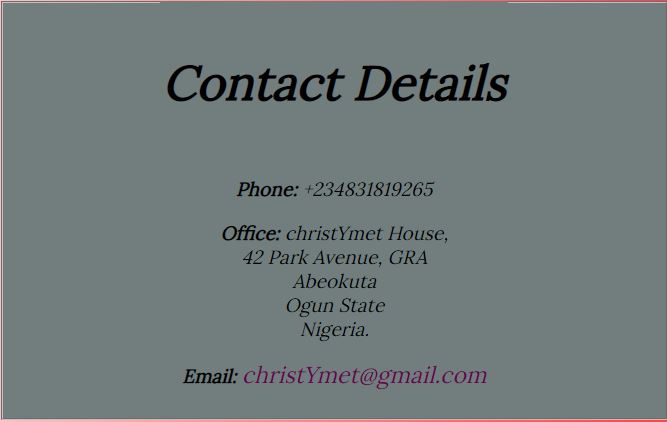 Contact Details
Phone: +234831819265
Office: christYmet House,
42 Park Avenue, GRA
Abeokuta
Ogun State
Nigeria.
Email: christYmet@gmail.com